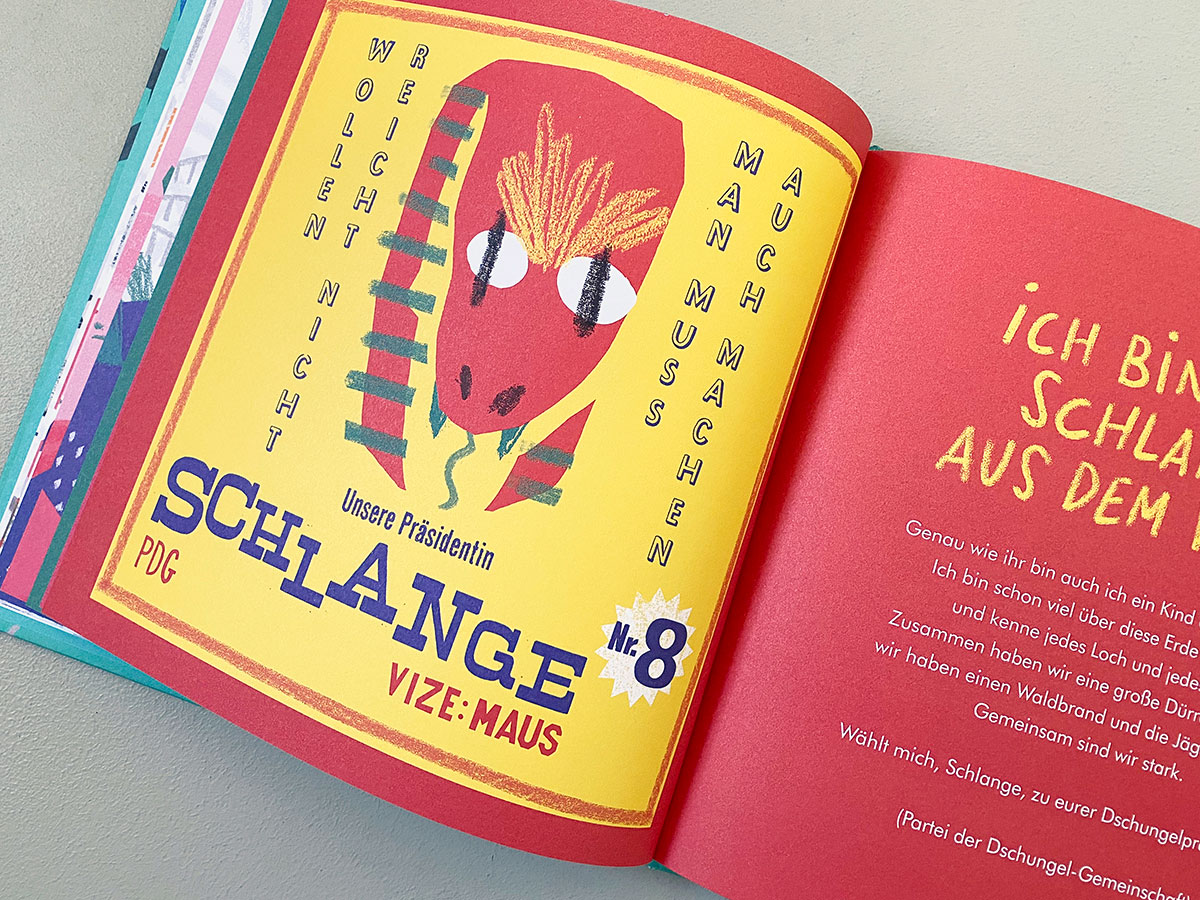 WOLLEN
REICHT NICHT
MAN MUSS
AUCH MACHEN
Unsere Präsidentin
SCHLANGE
PDG
Nr. 8
VIZE: MAUS
iCH BiN
SCHLA
AUS DEM
Genau wie ihr bin auch ich ein Kind
Ich bin schon viel über diese Erde
und kenne jedes Loch und jedes
Zusammen haben wir eine große Dürr
wir haben einen Waldbrand und die Jäg
Gemeinsam sind wir stark.
Wählt mich, Schlange, zu eurer Dschungelprä
(Partei der Dschungel-Gemeinschaft)